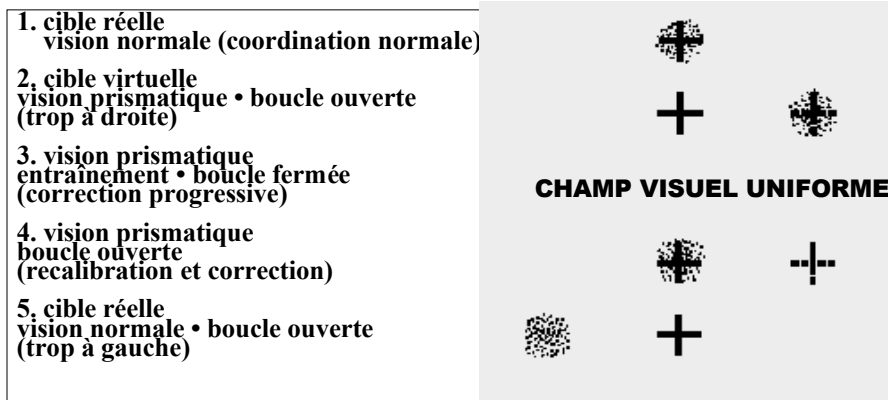 1. cible réelle
vision normale (coordination normale)
2. cible virtuelle
vision prismatique • boucle ouverte
(trop à droite)
3. vision prismatique
entraînement • boucle fermée
(correction progressive)
CHAMP VISUEL UNIFORME
4. vision prismatique
boucle ouverte
(recalibration et correction)
5. cible réelle
vision normale • boucle ouverte
(trop à gauche)